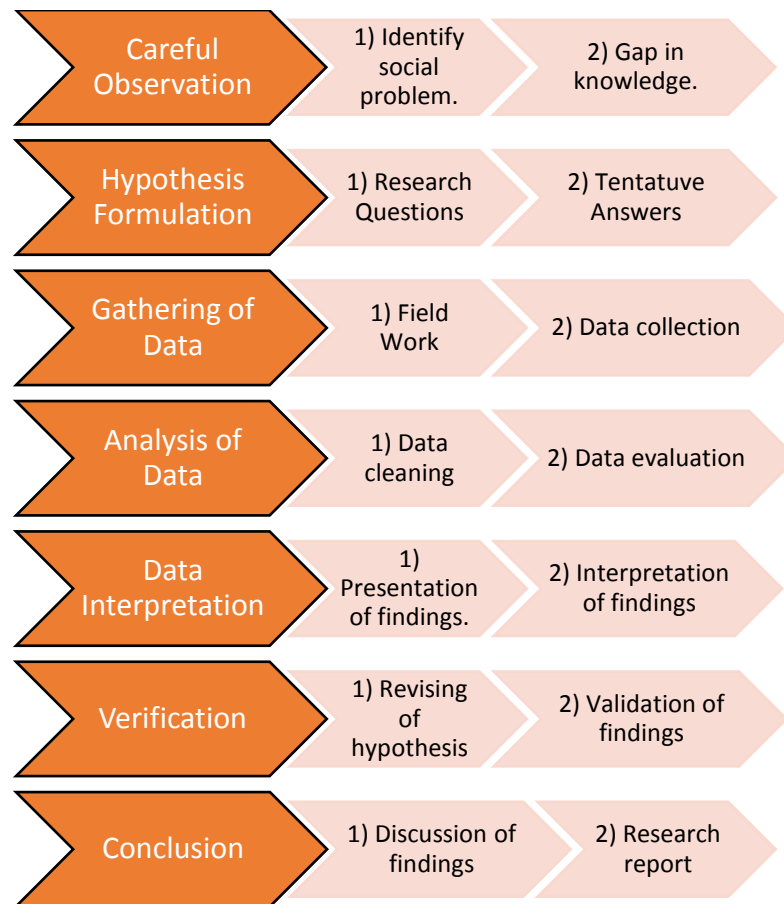 Careful
Observation
1) Identify
social
problem.
2) Gap in
knowledge.
Hypothesis
Formulation
1) Research
Questions
2) Tentatuve
Answers
Gathering of
Data
1) Field
Work
2) Data collection
Analysis of
Data
1) Data
cleaning
2) Data evaluation
Data
Interpretation
1)
Presentation
of findings.
2) Interpretation
of findings
Verification
1) Revising
of
hypothesis
2) Validation of
findings
Conclusion
1) Discussion of
findings
2) Research
report